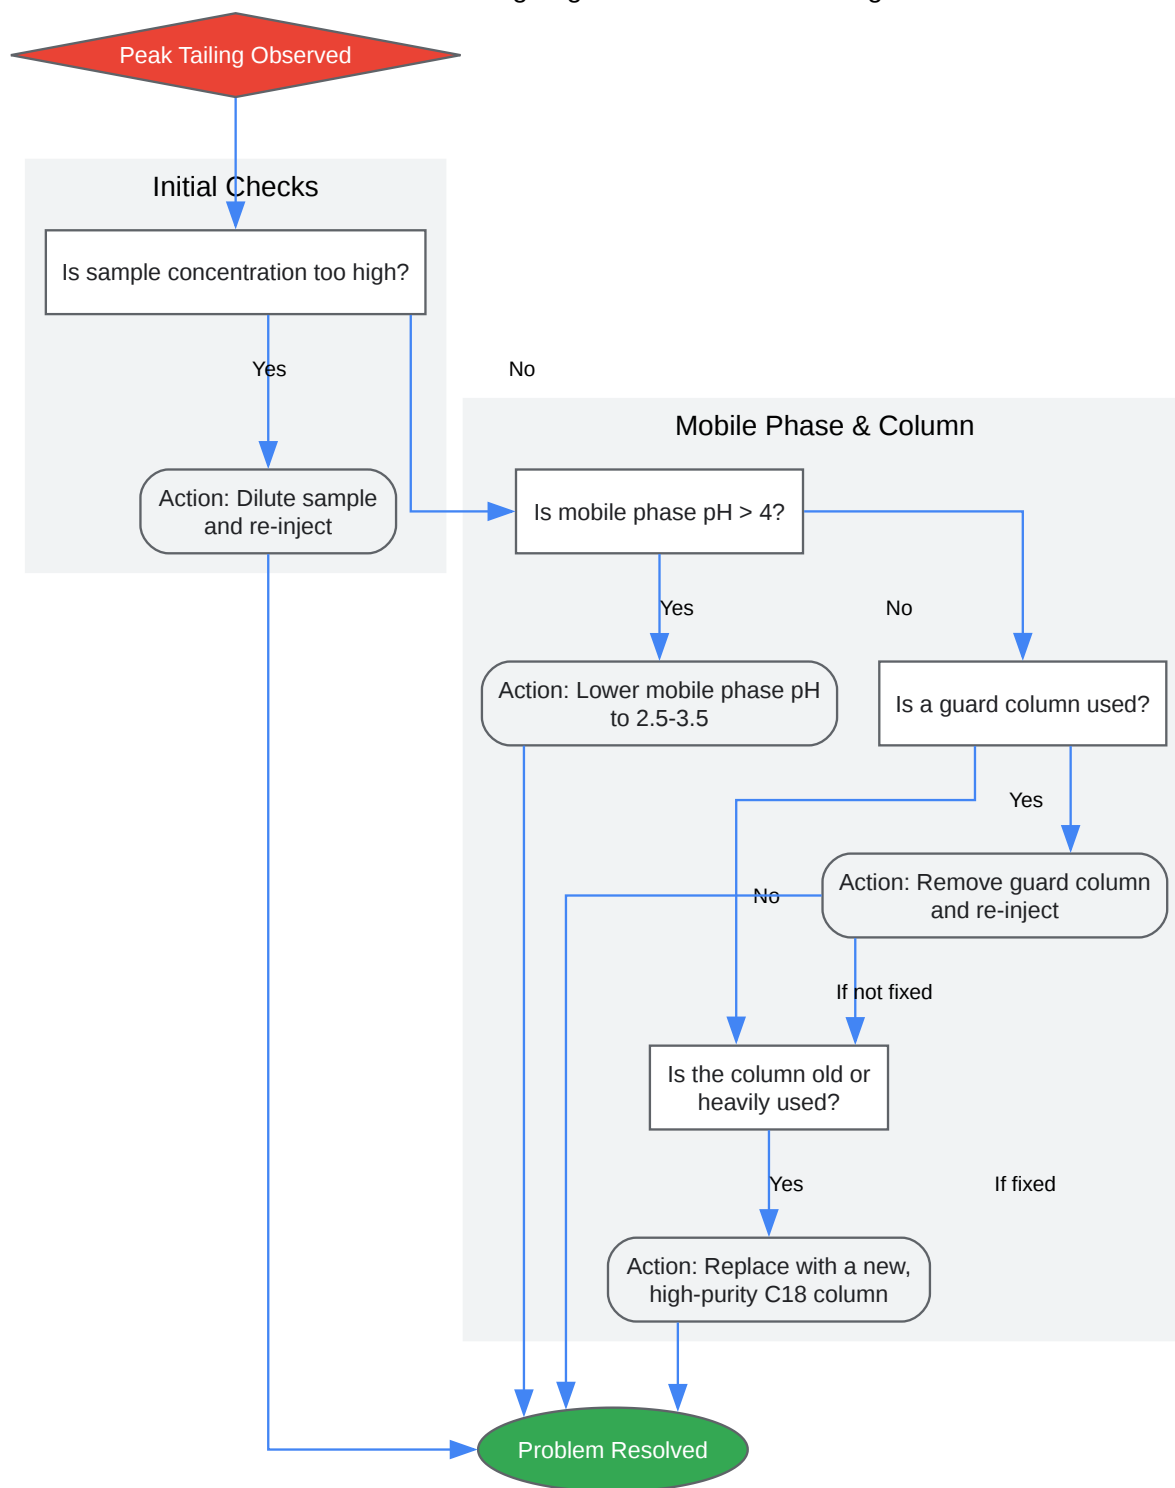 Peak Tailing Observed
Initial Checks
Is sample concentration too high?
Yes
No
Mobile Phase & Column
Action: Dilute sample
and re-inject
Is mobile phase pH > 4?
Yes
No
Action: Lower mobile phase pH
to 2.5-3.5
Is a guard column used?
Yes
No
Action: Remove guard column
and re-inject
If not fixed
Is the column old or
heavily used?
Yes
If fixed
Action: Replace with a new,
high-purity C18 column
Problem Resolved